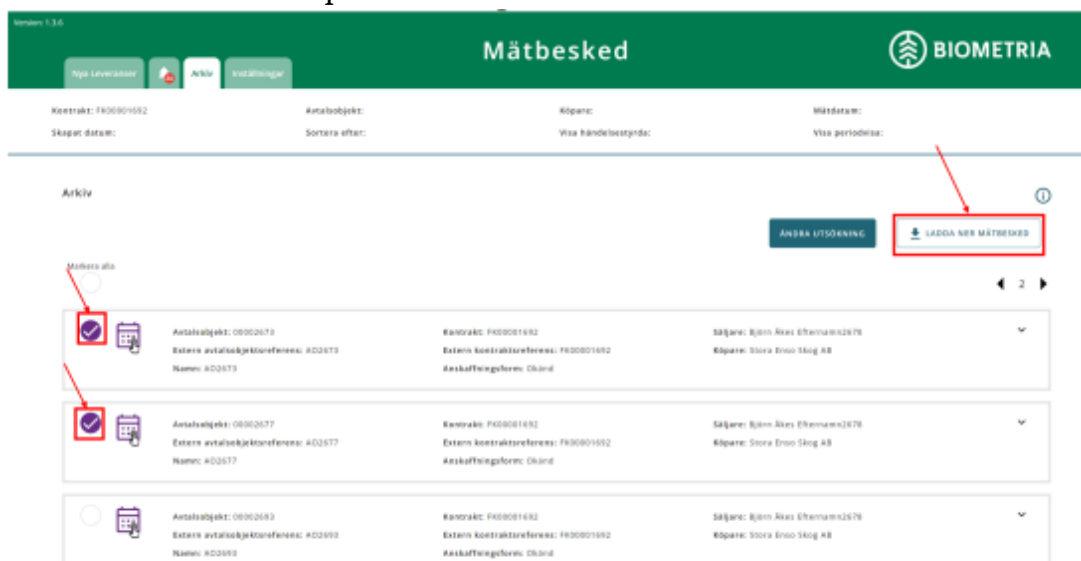 Version: 1.3.6
Mätbesked
BIOMETRIA
Nya Leveranser
Arkiv
Inställningar
Kontrakt: FK00001692
Avtalsobjekt:
Köpare:
Mätdatum:
Skapat datum:
Sortera efter:
Visa händelsestyrda:
Visa periodvisa:
Arkiv
ÄNDRA UTSÖKNING
LADDA NER MÄTBESKED
Markera alla
2
Avtalsobjekt: 00002673
Kontrakt: FK00001692
Säljare: Björn Åkes Efternamn2678
Extern avtalsobjektsreferens: AO2673
Extern kontraktsreferens: FK00001692
Köpare: Stora Enso Skog AB
Namn: AO2673
Anskaffningsform: Okänd
Avtalsobjekt: 00002677
Kontrakt: FK00001692
Säljare: Björn Åkes Efternamn2678
Extern avtalsobjektsreferens: AO2677
Extern kontraktsreferens: FK00001692
Köpare: Stora Enso Skog AB
Namn: AO2677
Anskaffningsform: Okänd
Avtalsobjekt: 00002693
Kontrakt: FK00001692
Säljare: Björn Åkes Efternamn2678
Extern avtalsobjektsreferens: AO2693
Extern kontraktsreferens: FK00001692
Köpare: Stora Enso Skog AB
Namn: AO2693
Anskaffningsform: Okänd